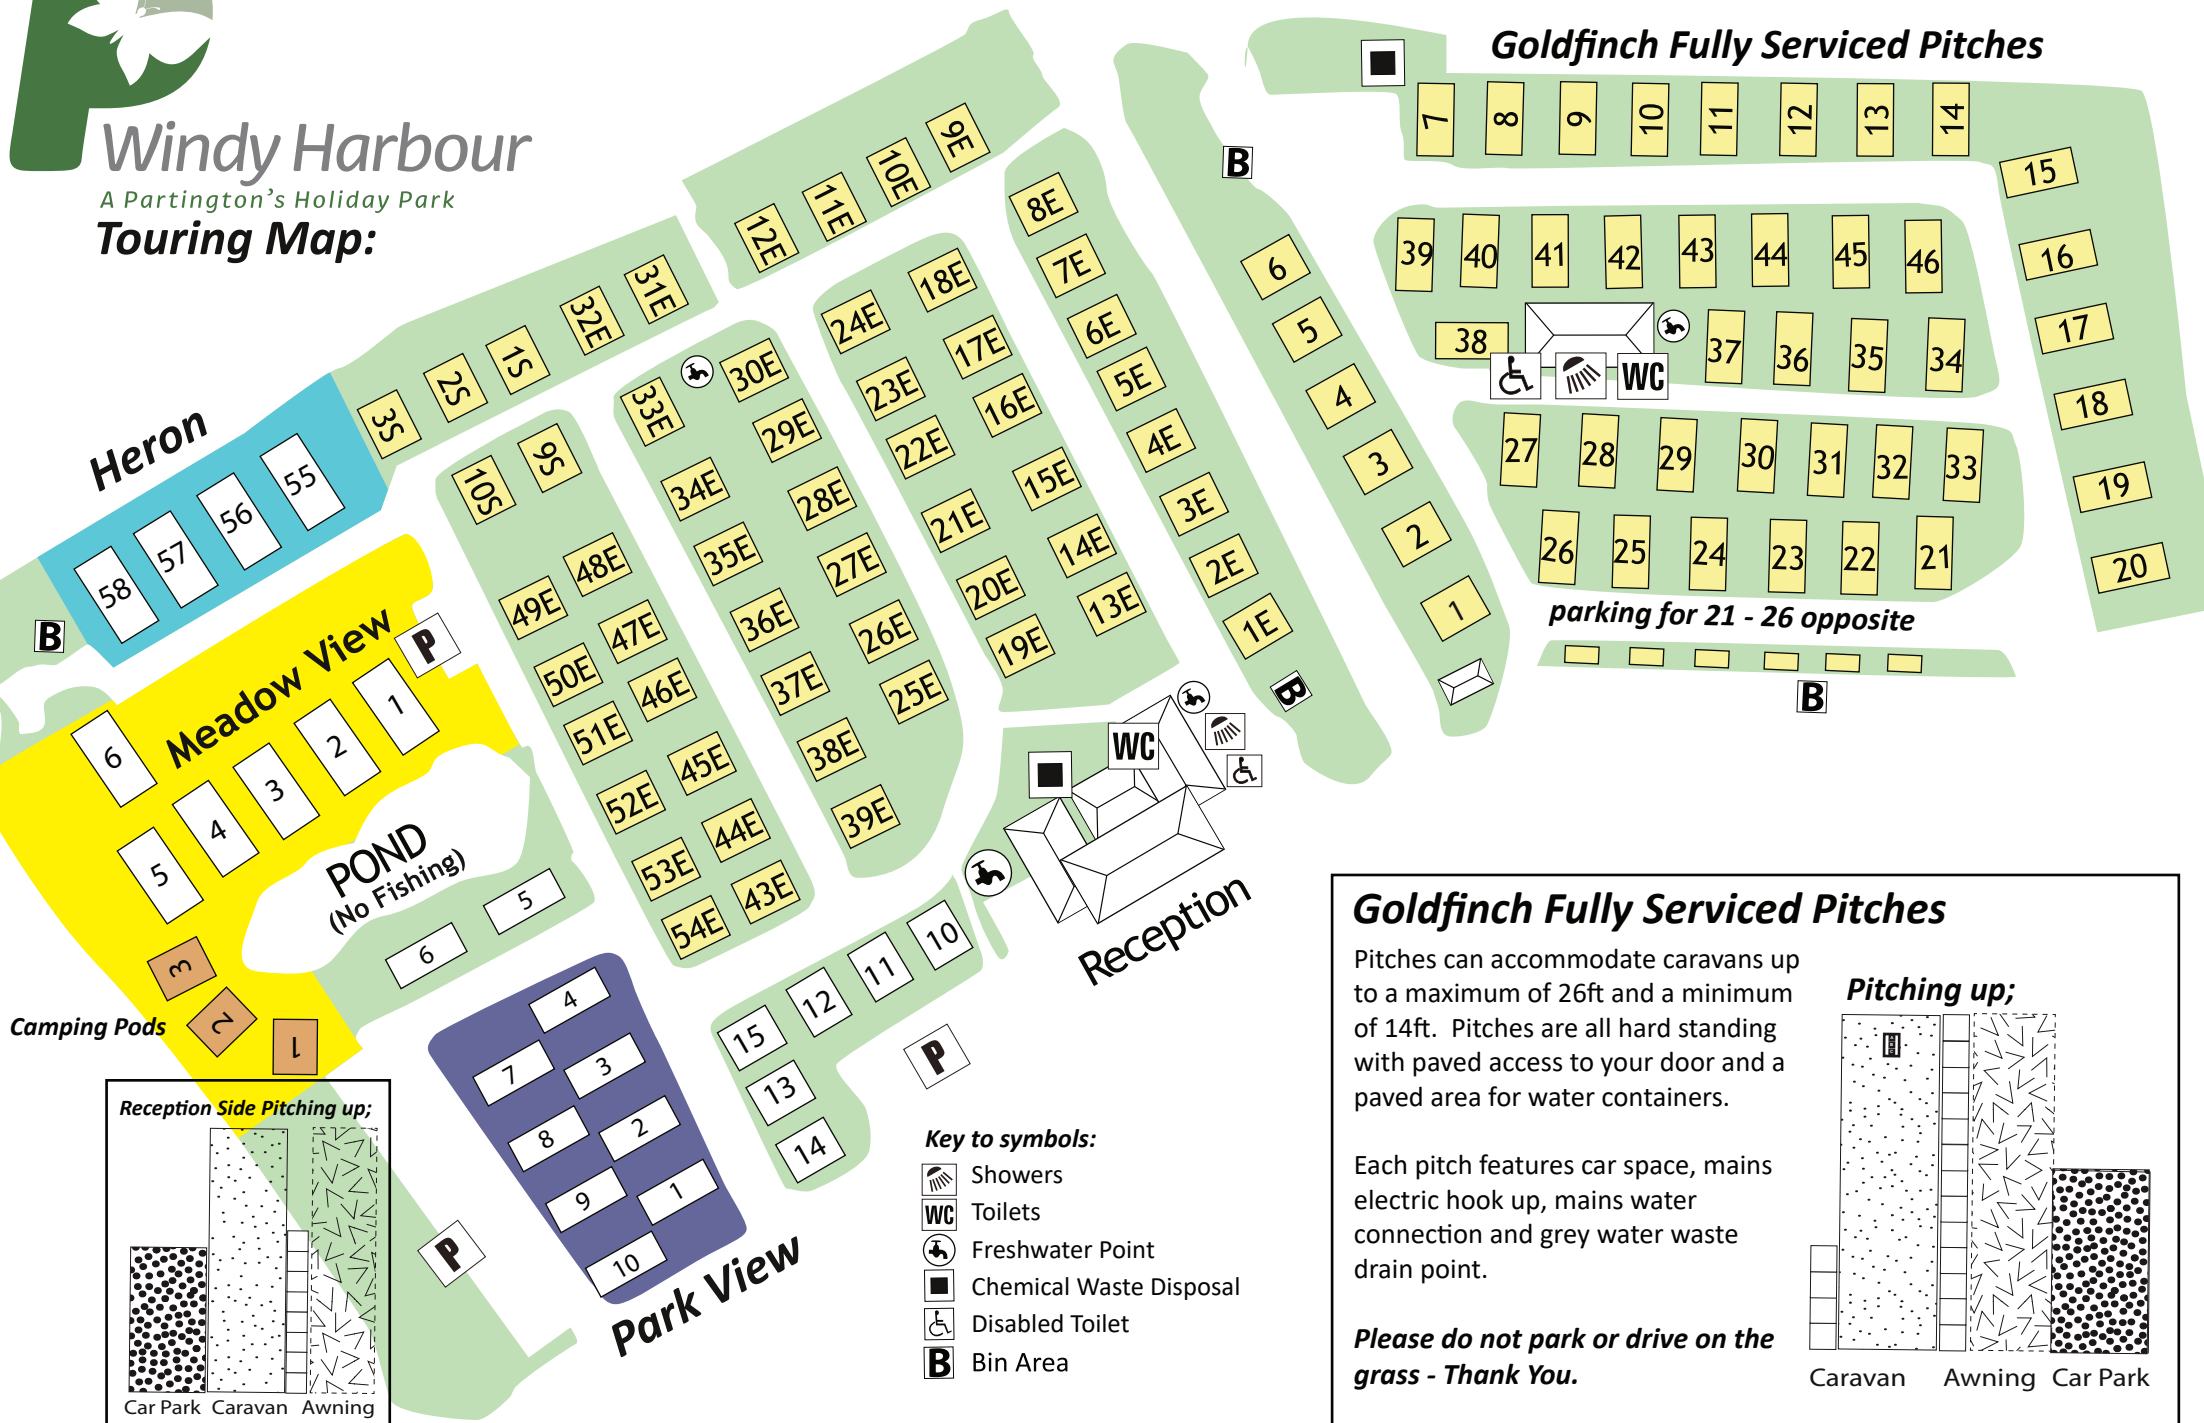 Windy Harbour
A Partington's Holiday Park
Touring Map:
Goldfinch Fully Serviced Pitches
7
8
9
10
11
12
13
14
15
16
17
18
19
20
39
40
41
42
43
44
45
46
38
37
36
35
34
WC
27
28
29
30
31
32
33
26
25
24
23
22
21
parking for 21 - 26 opposite
B
B
6
5
4
3
2
1
9E
10E
11E
12E
31E
32E
1S
2S
3S
8E
7E
6E
5E
4E
3E
2E
1E
B
18E
17E
16E
15E
14E
13E
24E
23E
22E
21E
20E
19E
30E
29E
28E
27E
26E
25E
33E
34E
35E
36E
37E
38E
39E
9S
10S
48E
47E
46E
45E
44E
43E
49E
50E
51E
52E
53E
54E
Heron
55
56
57
58
B
Meadow View
P
1
2
3
4
5
6
POND
(No Fishing)
5
6
Camping Pods
3
2
1
WC
Reception
10
11
12
15
13
14
P
4
3
2
1
7
8
9
10
Park View
P
Reception Side Pitching up;
Car Park Caravan Awning
Key to symbols:
Showers
WC Toilets
Freshwater Point
Chemical Waste Disposal
Disabled Toilet
B Bin Area
Goldfinch Fully Serviced Pitches
Pitches can accommodate caravans up
to a maximum of 26ft and a minimum
of 14ft. Pitches are all hard standing
with paved access to your door and a
paved area for water containers.
Each pitch features car space, mains
electric hook up, mains water
connection and grey water waste
drain point.
Please do not park or drive on the
grass - Thank You.
Pitching up;
Caravan Awning Car Park